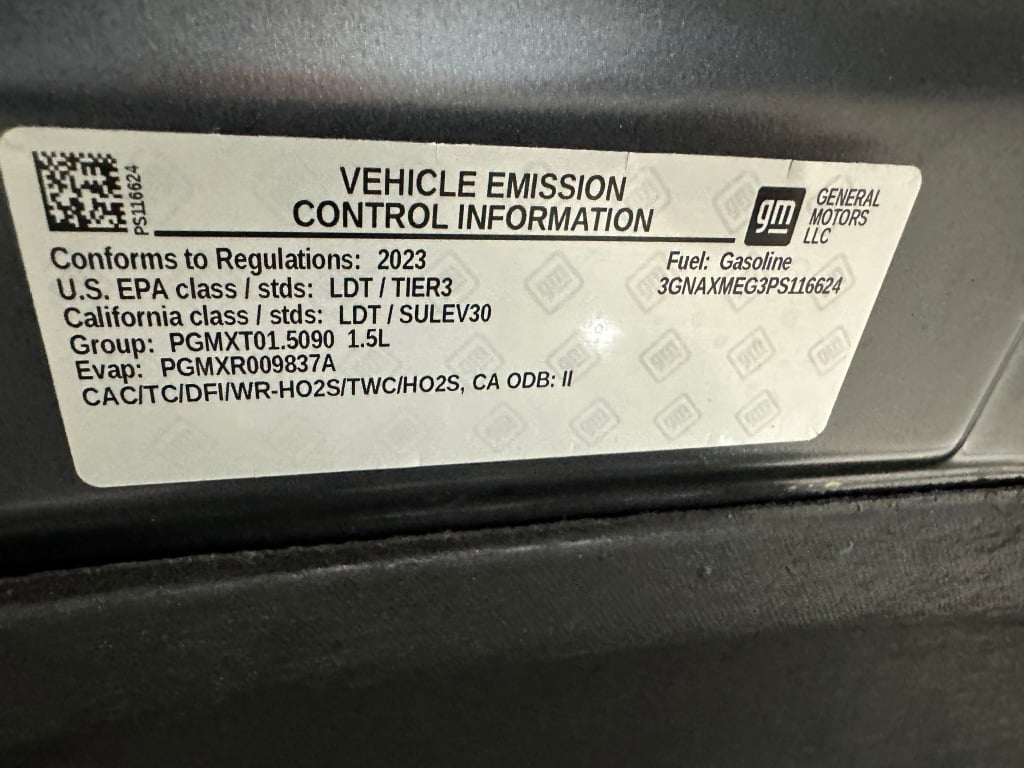 PS116624
VEHICLE EMISSION
CONTROL INFORMATION
gm
GENERAL
MOTORS
LLC
Conforms to Regulations: 2023
Fuel: Gasoline
U.S. EPA class / stds: LDT / TIER3
3GNAXMEG3PS116624
California class / stds: LDT / SULEV30
Group: PGMXT01.5090 1.5L
Evap: PGMXR009837A
CAC/TC/DFI/WR-HO2S/TWC/HO2S, CA ODB: II